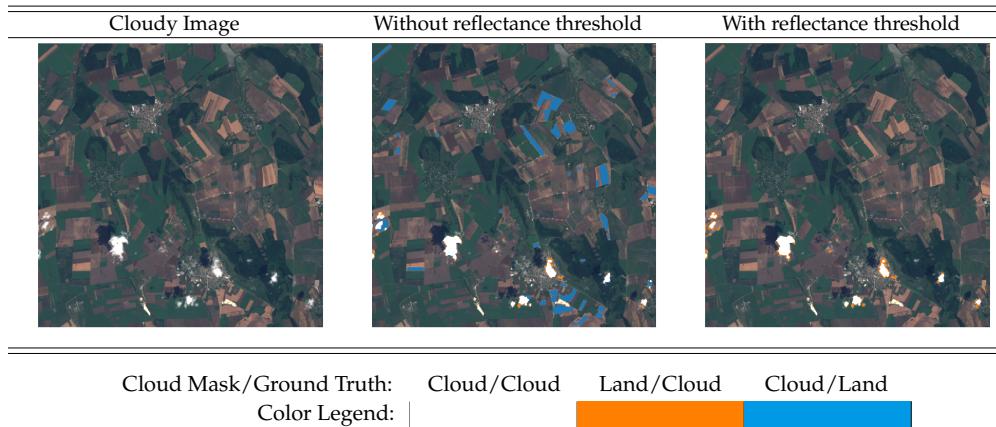 Cloudy Image Without reflectance threshold With reflectance threshold
Cloud Mask/Ground Truth: Cloud/Cloud Land/Cloud Cloud/Land
Color Legend: